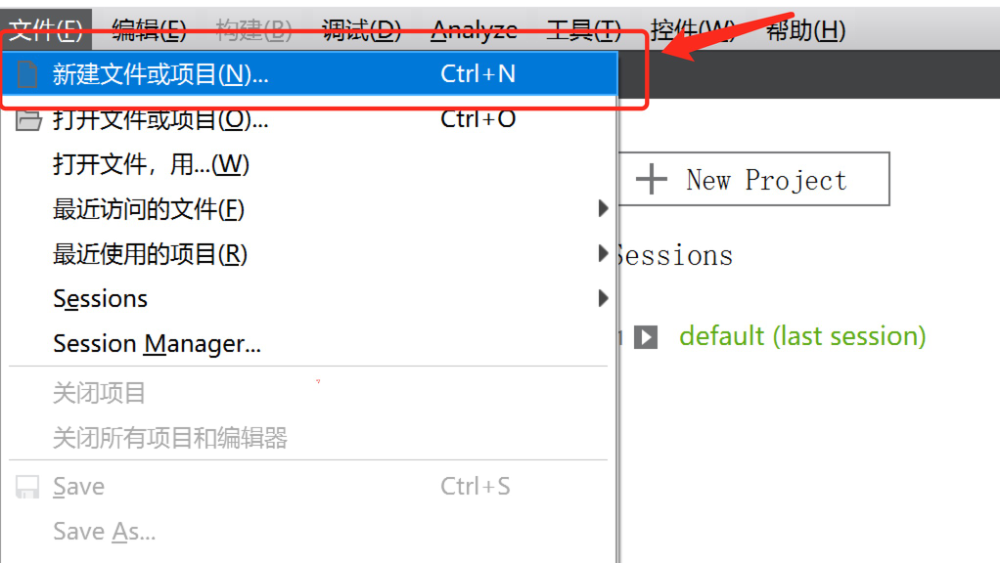 文件(F) 编辑(E) 构建(B) 调试(D) Analyze 工具(T) 控件(W) 帮助(H)
新建文件或项目(N)... Ctrl+N
打开文件或项目(O)... Ctrl+O
打开文件，用...(W)
New Project
最近访问的文件(F)
最近使用的项目(R)
Sessions
Sessions
Session Manager...
default (last session)
关闭项目
关闭所有项目和编辑器
Save Ctrl+S
Save As...